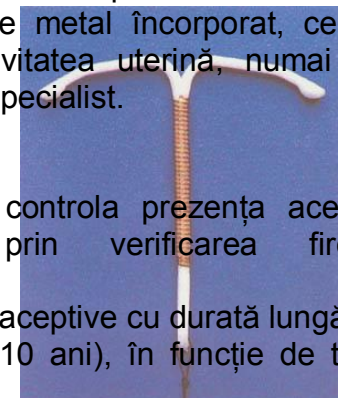 e metal încorporat, ce
vitatea uterină, numai
pecialist.
controla prezența ace
prin verificarea fire
aceptive cu durată lungă
10 ani), în funcție de t